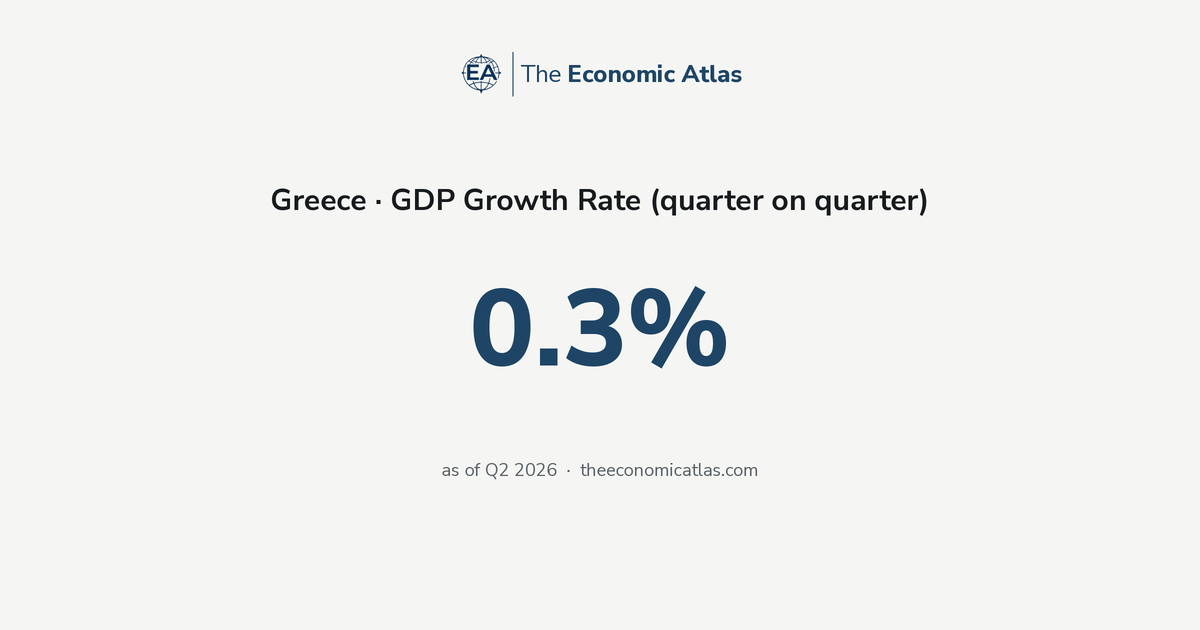 EA The Economic Atlas
Greece · GDP Growth Rate (quarter on quarter)
0.3%
as of Q2 2026 · theeconomicatlas.com